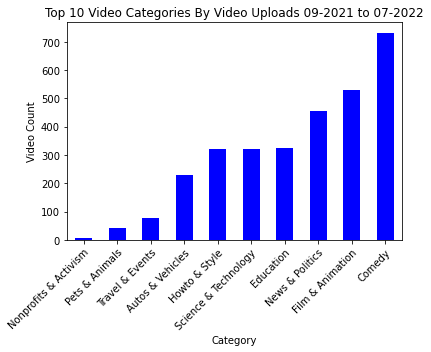 Top 10 Video Categories By Video Uploads 09-2021 to 07-2022
Video Count
700
600
500
400
300
200
100
0
Nonprofits & Activism
Pets & Animals
Travel & Events
Autos & Vehicles
Howto & Style
Science & Technology
Education
News & Politics
Film & Animation
Comedy
Category